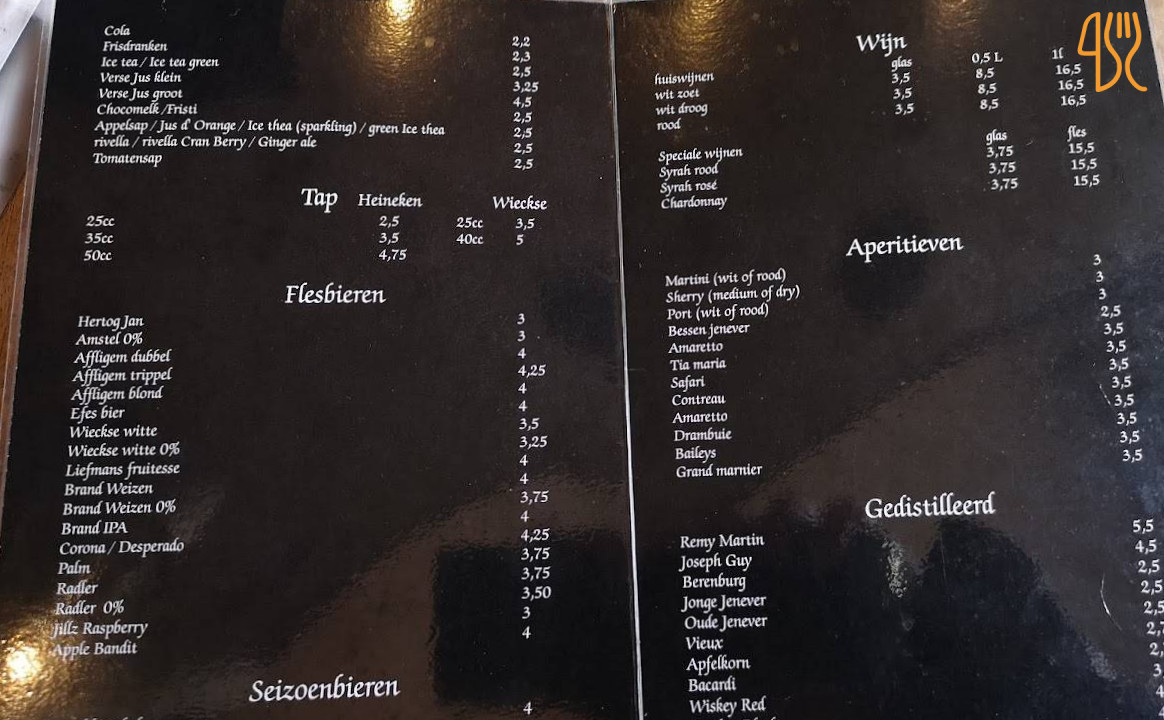 Cola 2,2
Frisdranken 2,3
Ice tea / Ice tea green 2,5
Verse Jus klein 3,25
Verse Jus groot 4,5
Chocomelk /Fristi 2,5
Appelsap / Jus d' Orange / Ice thea (sparkling) / green Ice thea 2,5
rivella / rivella Cran Berry / Ginger ale 2,5
Tomatensap 2,5
Tap Heineken Wieckse
25cc 2,5 25cc 3,5
35cc 3,5 40cc 5
50cc 4,75
Flesbieren
Hertog Jan 3
Amstel 0% 3
Affligem dubbel 4
Affligem trippel 4,25
Affligem blond 4
Efes bier 4
Wieckse witte 3,5
Wieckse witte 0% 3,25
Liefmans fruitesse 4
Brand Weizen 4
Brand Weizen 0% 3,75
Brand IPA 4
Corona / Desperado 4,25
Palm 3,75
Radler 3,75
Radler 0% 3,50
Jillz Raspberry 3
Apple Bandit 4
Seizoenbieren
4
Wijn
huiswijnen glas 0,5 L 1l
wit zoet 3,5 8,5 16,5
wit droog 3,5 8,5 16,5
rood 3,5 8,5 16,5
Speciale wijnen glas fles
Syrah rood 3,75 15,5
Syrah rosé 3,75 15,5
Chardonnay 3,75 15,5
Aperitieven
Martini (wit of rood) 3
Sherry (medium of dry) 3
Port (wit of rood) 3
Bessen jenever 2,5
Amaretto 3,5
Tia maria 3,5
Safari 3,5
Contreau 3,5
Amaretto 3,5
Drambuie 3,5
Baileys 3,5
Grand marnier 3,5
Gedistilleerd
Remy Martin 5,5
Joseph Guy 4,5
Berenburg 2,5
Jonge Jenever 2,5
Oude Jenever 2,5
Vieux 2,
Apfelkorn 2,
Bacardi 3
Wiskey Red 4